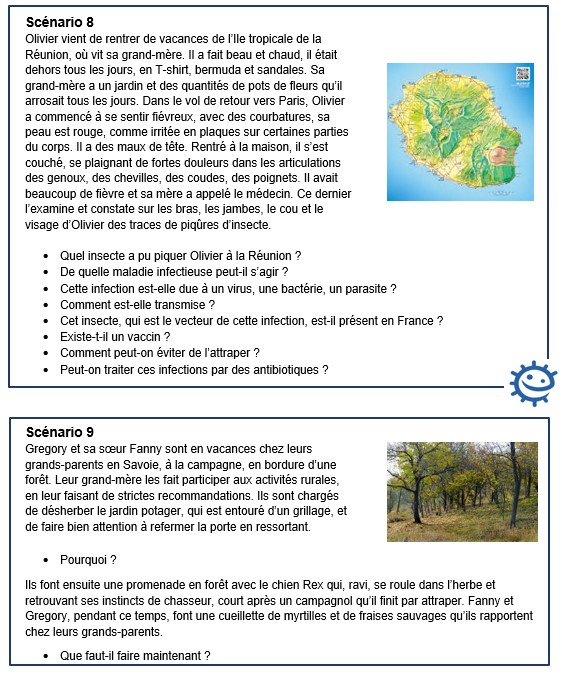 Scénario 8
Olivier vient de rentrer de vacances de l’Ile tropicale de la
Réunion, où vit sa grand-mère. Il a fait beau et chaud, il était
dehors tous les jours, en T-shirt, bermuda et sandales. Sa
grand-mère a un jardin et des quantités de pots de fleurs qu’il
arrosait tous les jours. Dans le vol de retour vers Paris, Olivier
a commencé à se sentir fiévreux, avec des courbatures, sa
peau est rouge, comme irritée en plaques sur certaines parties
du corps. Il a des maux de tête. Rentré à la maison, il s’est
couché, se plaignant de fortes douleurs dans les articulations
des genoux, des chevilles, des coudes, des poignets. Il avait
beaucoup de fièvre et sa mère a appelé le médecin. Ce dernier
l’examine et constate sur les bras, les jambes, le cou et le
visage d’Olivier des traces de piqûres d’insecte.
• Quel insecte a pu piquer Olivier à la Réunion ?
• De quelle maladie infectieuse peut-il s’agir ?
• Cette infection est-elle due à un virus, une bactérie, un parasite ?
• Comment est-elle transmise ?
• Cet insecte, qui est le vecteur de cette infection, est-il présent en France ?
• Existe-t-il un vaccin ?
• Comment peut-on éviter de l’attraper ?
• Peut-on traiter ces infections par des antibiotiques ?
Scénario 9
Gregory et sa sœur Fanny sont en vacances chez leurs
grands-parents en Savoie, à la campagne, en bordure d’une
forêt. Leur grand-mère les fait participer aux activités rurales,
en leur faisant de strictes recommandations. Ils sont chargés
de désherber le jardin potager, qui est entouré d’un grillage, et
de faire bien attention à refermer la porte en ressortant.
• Pourquoi ?
Ils font ensuite une promenade en forêt avec le chien Rex qui, ravi, se roule dans l’herbe et
retrouvant ses instincts de chasseur, court après un campagnol qu’il finit par attraper. Fanny et
Gregory, pendant ce temps, font une cueillette de myrtilles et de fraises sauvages qu’ils rapportent
chez leurs grands-parents.
• Que faut-il faire maintenant ?